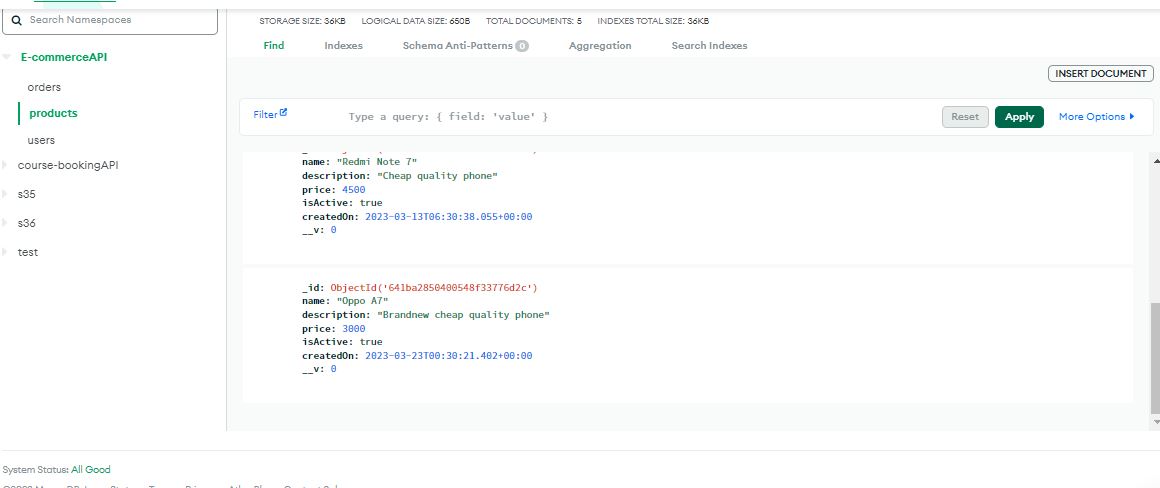 Search Namespaces
STORAGE SIZE: 36KB LOGICAL DATA SIZE: 650B TOTAL DOCUMENTS: 5 INDEXES TOTAL SIZE: 36KB
Find Indexes Schema Anti-Patterns 0 Aggregation Search Indexes
E-commerceAPI
orders
products
users
course-bookingAPI
s35
s36
test
INSERT DOCUMENT
Filter Type a query: { field: 'value' } Reset Apply More Options
name: "Redmi Note 7"
description: "Cheap quality phone"
price: 4500
isActive: true
createdOn: 2023-03-13T06:30:38.055+00:00
__v: 0
_id: ObjectId('641ba2850400548f33776d2c')
name: "Oppo A7"
description: "Brandnew cheap quality phone"
price: 3000
isActive: true
createdOn: 2023-03-23T00:30:21.402+00:00
__v: 0
System Status: All Good